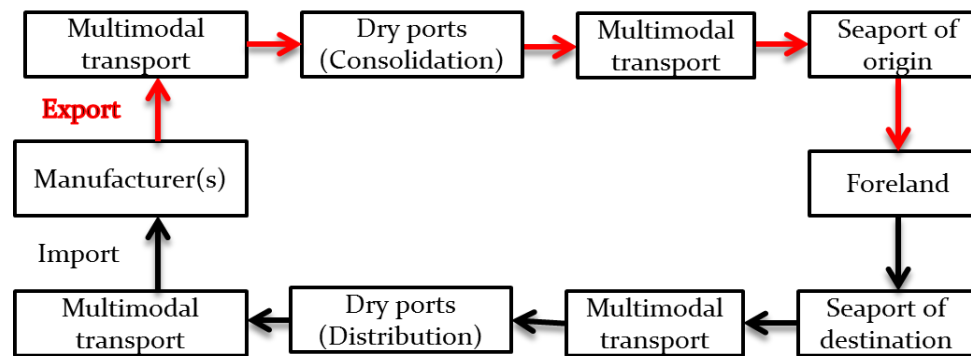 Multimodal
transport
Dry ports
(Consolidation)
Multimodal
transport
Seaport of
origin
Export
Manufacturer(s)
Foreland
Import
Multimodal
transport
Dry ports
(Distribution)
Multimodal
transport
Seaport of
destination